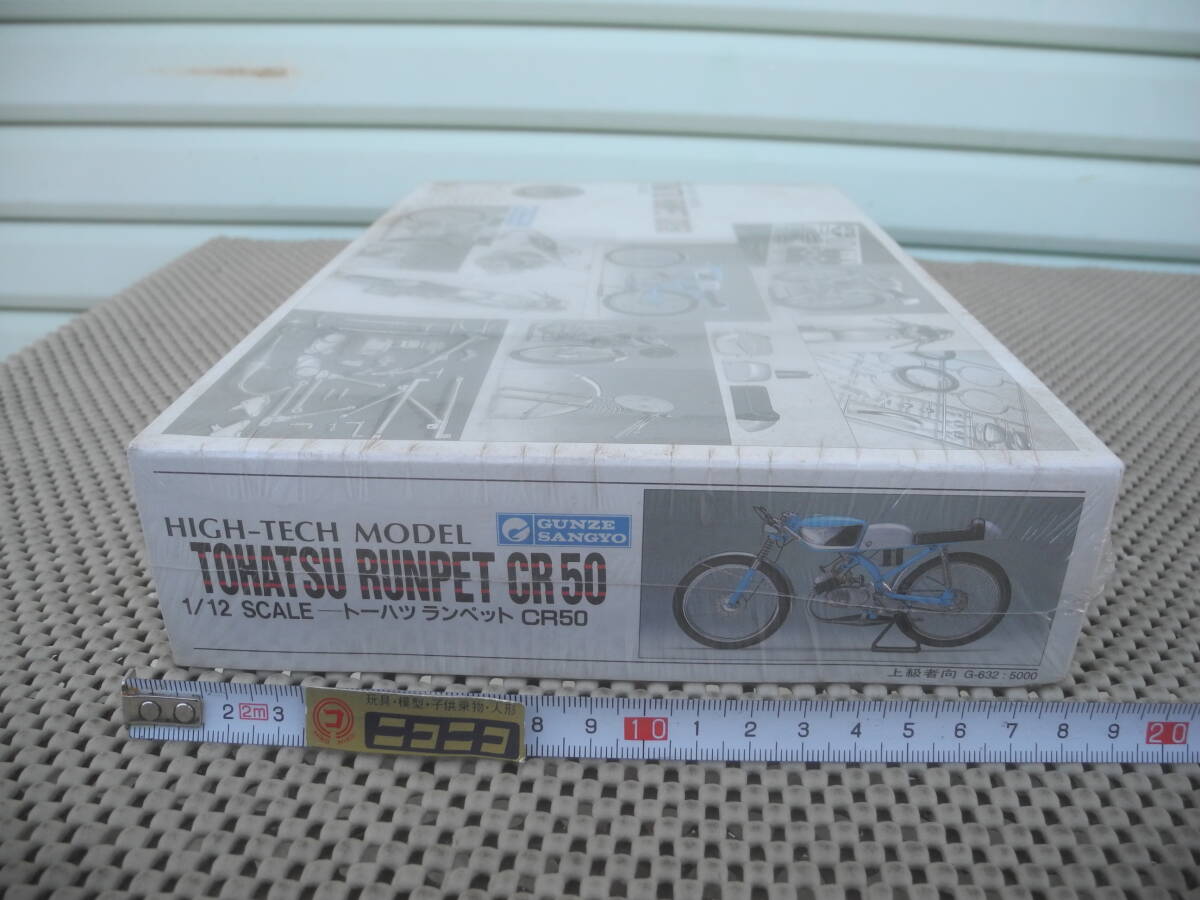 HIGH-TECH MODEL
GUNZE
SANGYO
TOHATSU RUNPET CR50
1/12 SCALE—トーハツ ランペット CR50
上級者向 G-632:5000
玩具・模型・子供乗物・人形
ニコニコ
2 2m 3 8 9 10 1 2 3 4 5 6 7 8 9 20